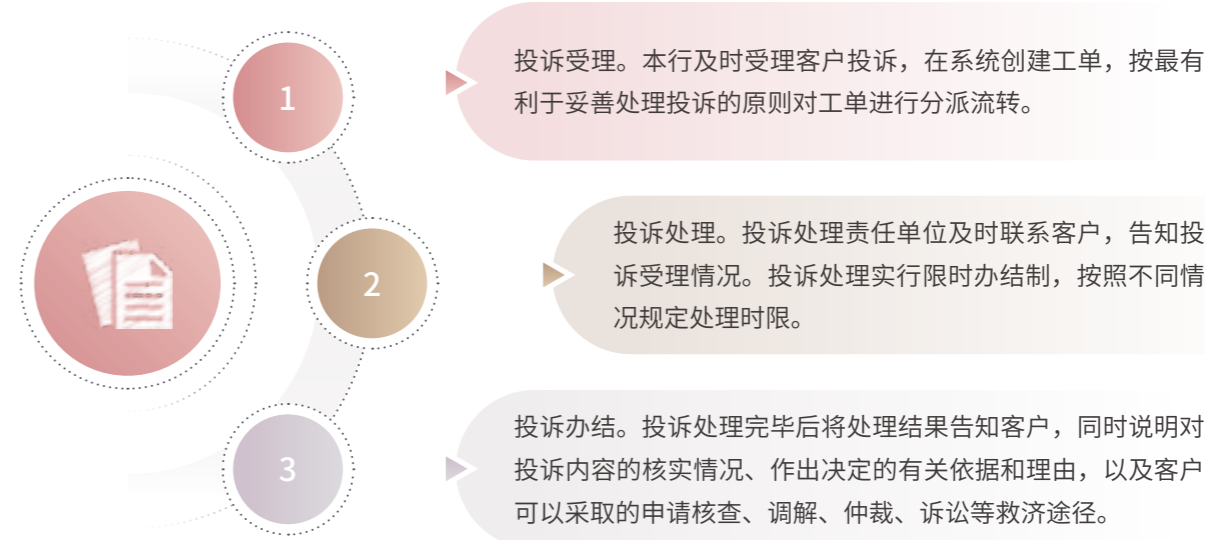 1
投诉受理。本行及时受理客户投诉，在系统创建工单，按最有
利于妥善处理投诉的原则对工单进行分派流转。
2
投诉处理。投诉处理责任单位及时联系客户，告知投
诉受理情况。投诉处理实行限时办结制，按照不同情
况规定处理时限。
3
投诉办结。投诉处理完毕后将处理结果告知客户，同时说明对
投诉内容的核实情况、作出决定的有关依据和理由，以及客户
可以采取的申请核查、调解、仲裁、诉讼等救济途径。